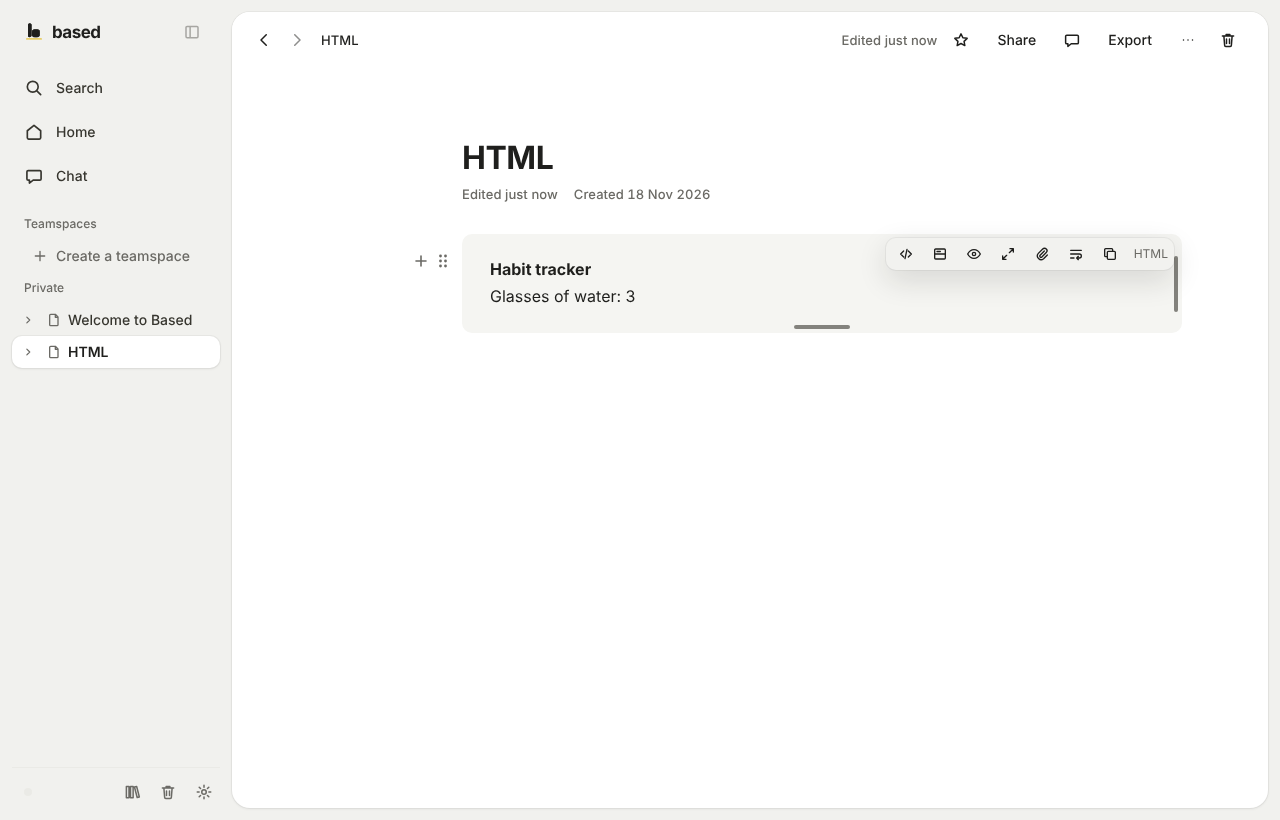 based
Search
Home
Chat
Teamspaces
Create a teamspace
Private
Welcome to Based
HTML
HTML
Edited just now
Share
Export
HTML
Edited just now Created 18 Nov 2026
HTML
Habit tracker
Glasses of water: 3